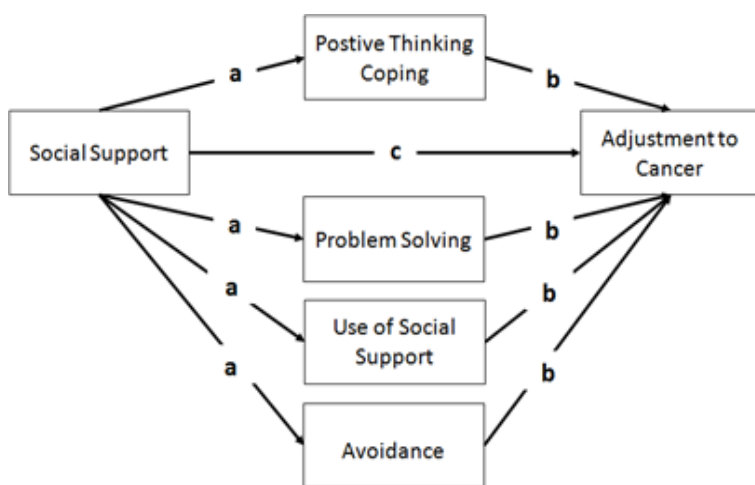 Postive Thinking
Coping
a
b
Social Support
c
Adjustment to
Cancer
a
Problem Solving
b
a
Use of Social
Support
b
a
b
Avoidance